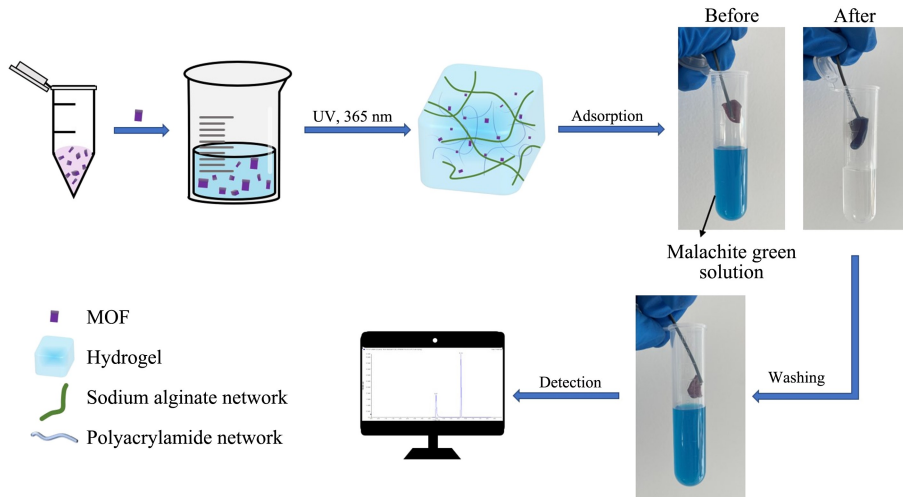 Before
After
UV, 365 nm
Adsorption
Malachite green
solution
MOF
Hydrogel
Sodium alginate network
Polyacrylamide network
Detection
Washing